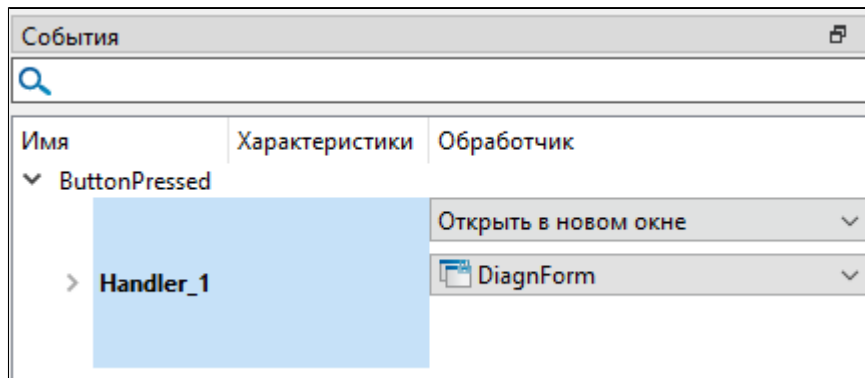 События
Имя Характеристики Обработчик
ButtonPressed
Открыть в новом окне
Handler_1
DiagnForm